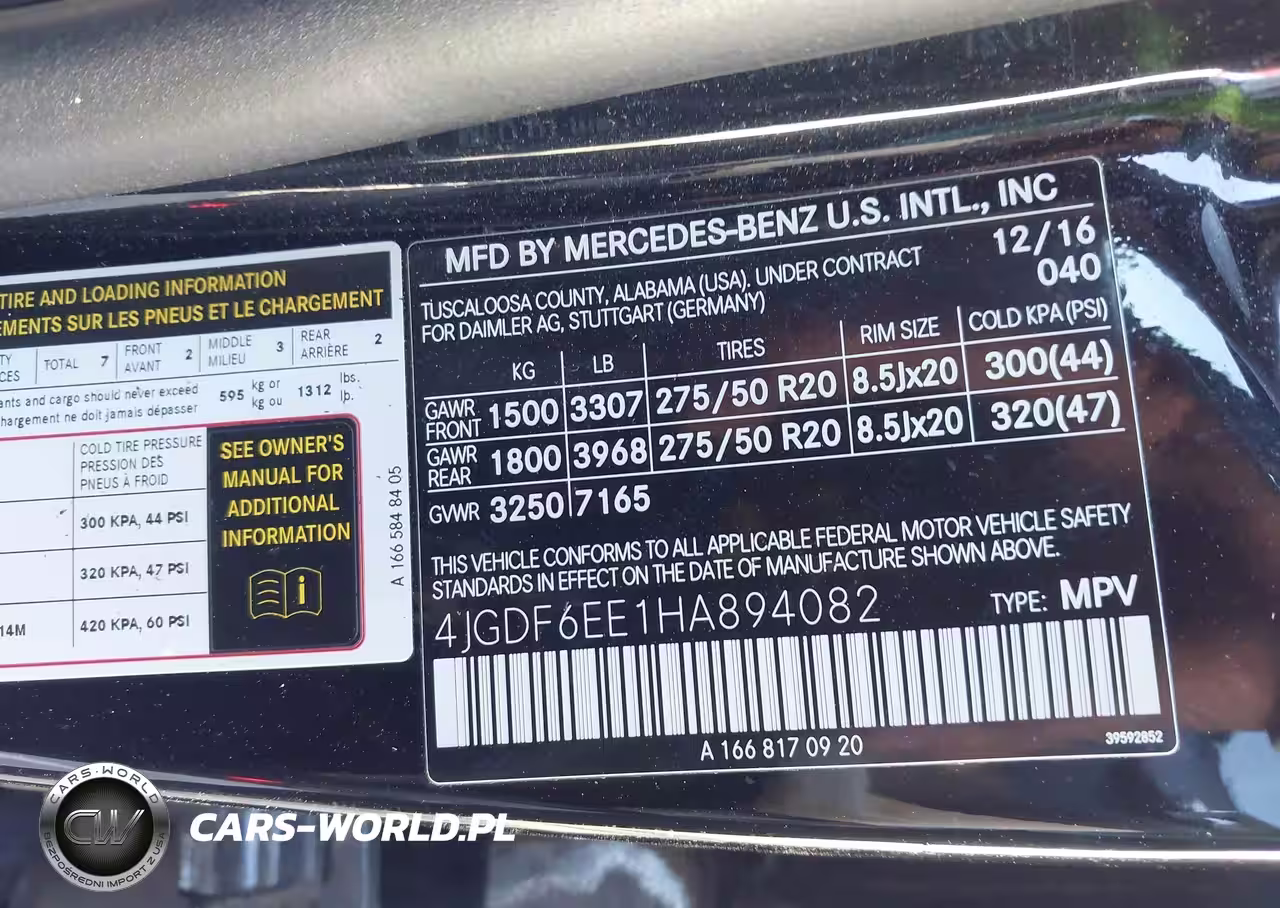 TIRE AND LOADING INFORMATION
EMENTS SUR LES PNEUS ET LE CHARGEMENT
TOTAL 7
FRONT AVANT 2
MIDDLE MILIEU 3
REAR ARRIÈRE 2
ants and cargo should never exceed 595 kg or 1312 lbs.
hargement ne doit jamais dépasser kg ou lb.
COLD TIRE PRESSURE
PRESSION DES
PNEUS À FROID
300 KPA, 44 PSI
320 KPA, 47 PSI
14M 420 KPA, 60 PSI
SEE OWNER'S
MANUAL FOR
ADDITIONAL
INFORMATION
i
A 166 584 84 05
MFD BY MERCEDES-BENZ U.S. INTL., INC
TUSCALOOSA COUNTY, ALABAMA (USA). UNDER CONTRACT 12/16
FOR DAIMLER AG, STUTTGART (GERMANY) 040
KG LB TIRES RIM SIZE COLD KPA (PSI)
GAWR FRONT 1500 3307 275/50 R20 8.5Jx20 300(44)
GAWR REAR 1800 3968 275/50 R20 8.5Jx20 320(47)
GVWR 3250 7165
THIS VEHICLE CONFORMS TO ALL APPLICABLE FEDERAL MOTOR VEHICLE SAFETY
STANDARDS IN EFFECT ON THE DATE OF MANUFACTURE SHOWN ABOVE.
4JGDF6EE1HA894082 TYPE: MPV
A 166 817 09 20
39592852
CARS-WORLD
CW
BEZPOŚREDNI IMPORT Z USA
CARS-WORLD.PL